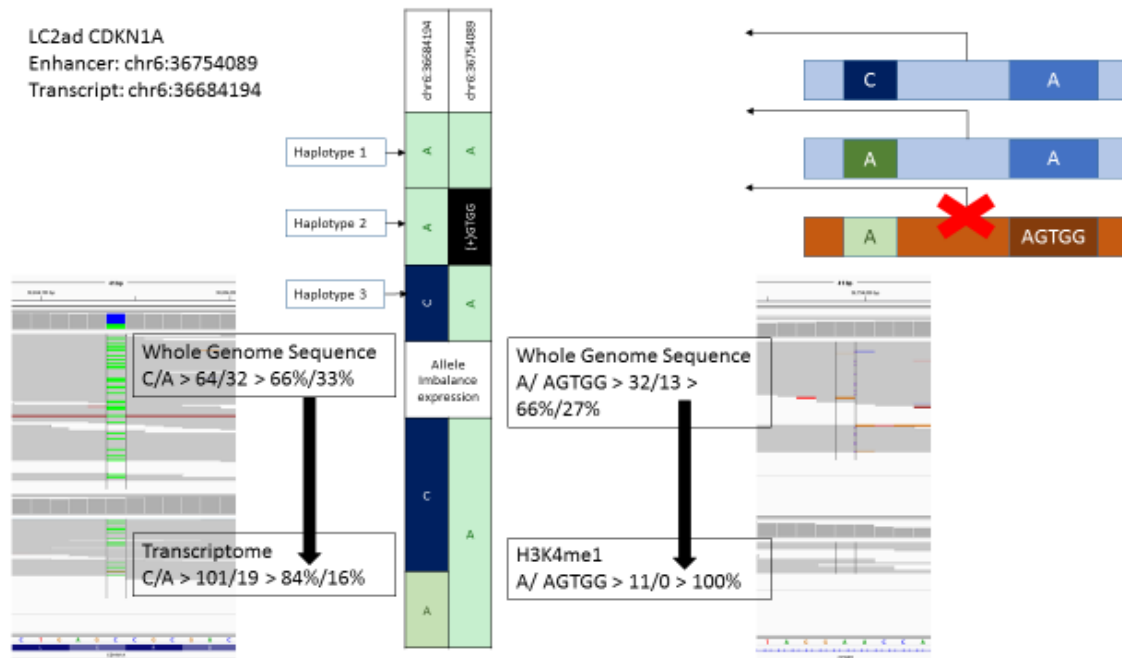 LC2ad CDKN1A
Enhancer: chr6:36754089
Transcript: chr6:36684194
chr6:36684194
chr6:36754089
Haplotype 1
A
A
Haplotype 2
A
(+)GTGG
Haplotype 3
C
A
Allele
Imbalance
expression
C
A
A
C
A
A
A
A
AGTGG
Whole Genome Sequence
C/A > 64/32 > 66%/33%
Transcriptome
C/A > 101/19 > 84%/16%
Whole Genome Sequence
A/ AGTGG > 32/13 >
66%/27%
H3K4me1
A/ AGTGG > 11/0 > 100%
C T G A G C C G C G A C
T A G G A A C C A